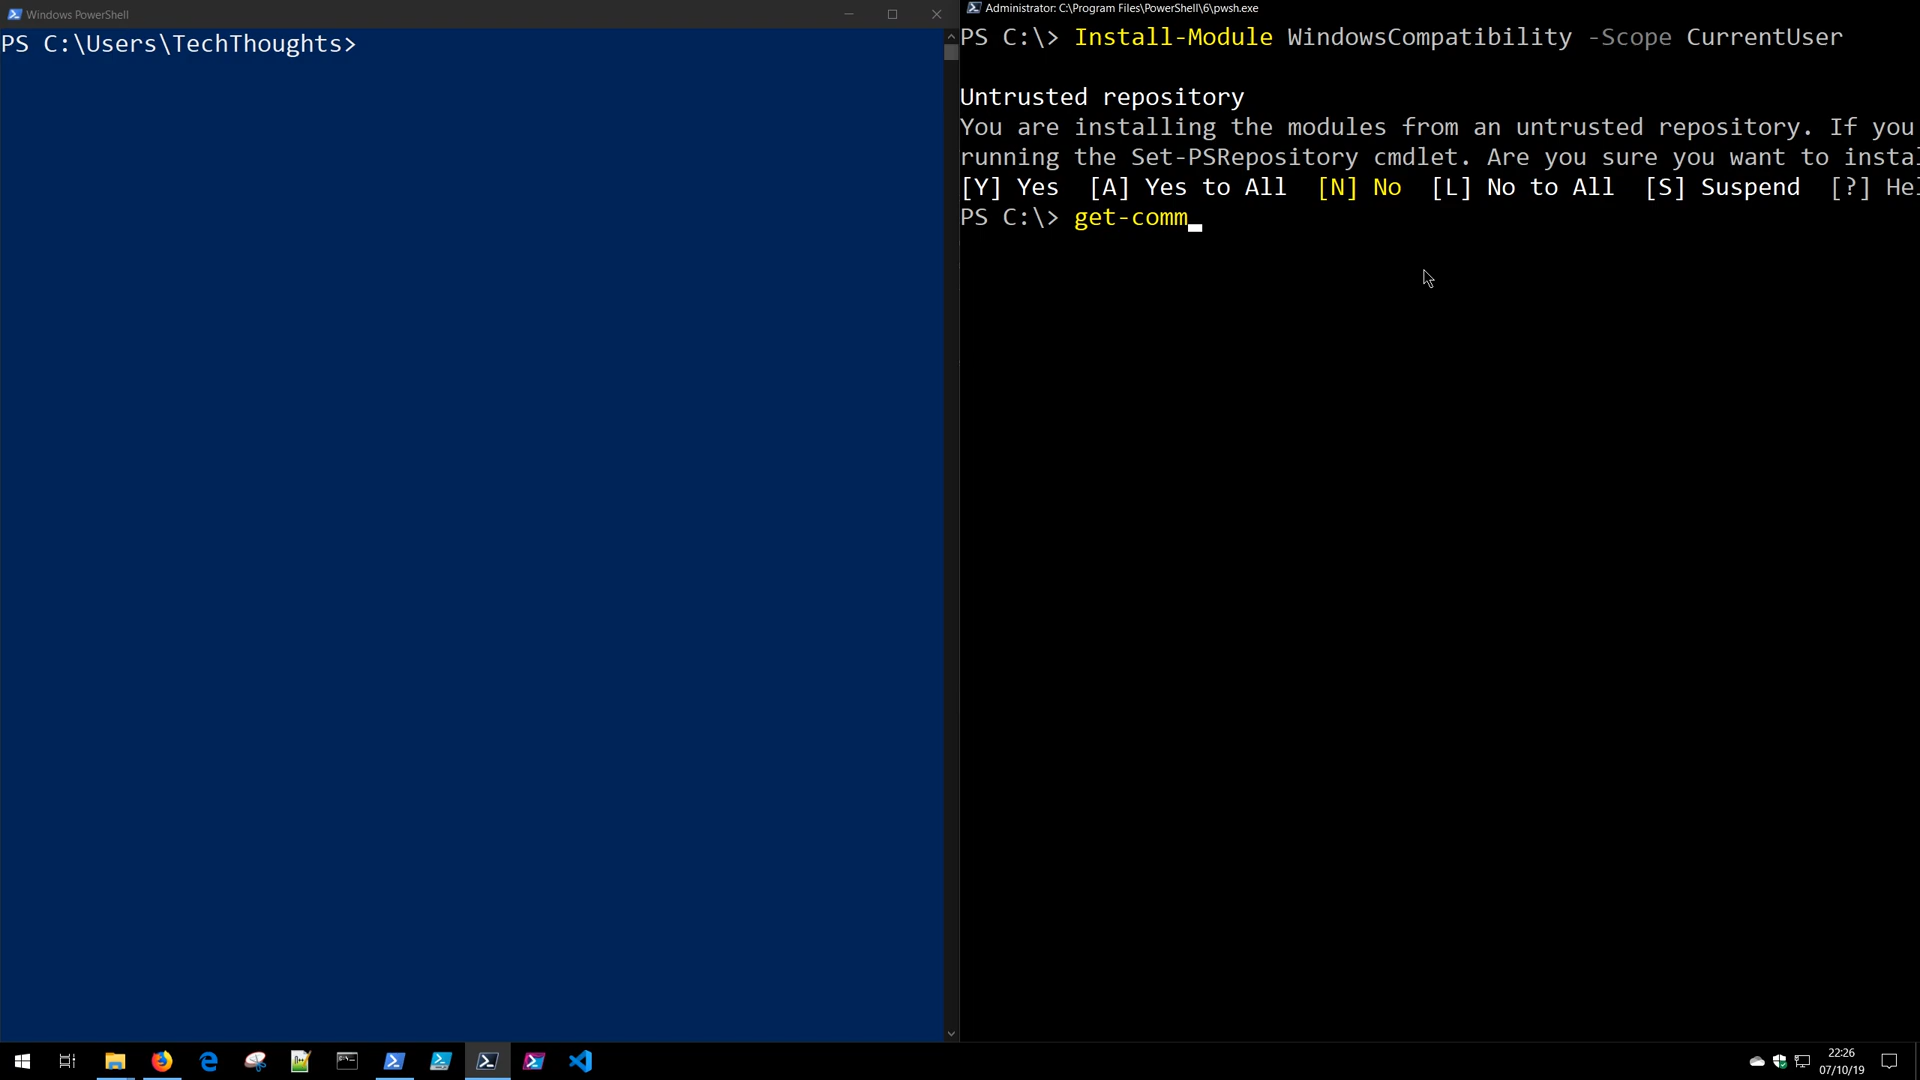 Windows PowerShell
PS C:\Users\TechThoughts>
Administrator: C:\Program Files\PowerShell\6\pwsh.exe
PS C:\> Install-Module WindowsCompatibility -Scope CurrentUser
Untrusted repository
You are installing the modules from an untrusted repository. If you
running the Set-PSRepository cmdlet. Are you sure you want to instal
[Y] Yes  [A] Yes to All  [N] No  [L] No to All  [S] Suspend  [?] Hel
PS C:\> get-comm
22:26
07/10/19